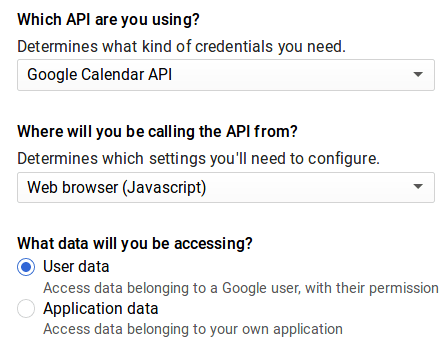 Which API are you using?
Determines what kind of credentials you need.
Google Calendar API
Where will you be calling the API from?
Determines which settings you'll need to configure.
Web browser (Javascript)
What data will you be accessing?
User data
Access data belonging to a Google user, with their permission
Application data
Access data belonging to your own application